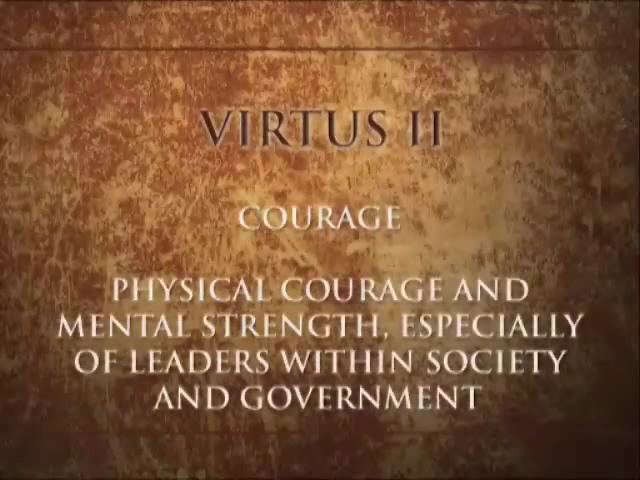 VIRTUS II
COURAGE
PHYSICAL COURAGE AND
MENTAL STRENGTH, ESPECIALLY
OF LEADERS WITHIN SOCIETY
AND GOVERNMENT